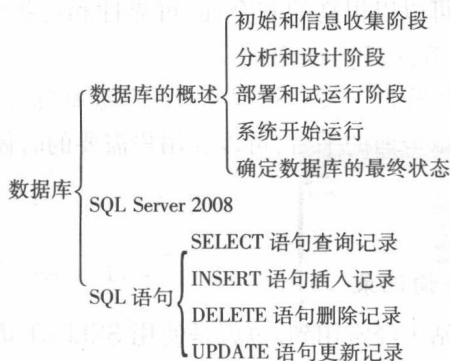 初始和信息收集阶段
分析和设计阶段
数据库的概述
部署和试运行阶段
系统开始运行
确定数据库的最终状态
数据库
SQL Server 2008
SELECT 语句查询记录
INSERT 语句插入记录
SQL 语句
DELETE 语句删除记录
UPDATE 语句更新记录